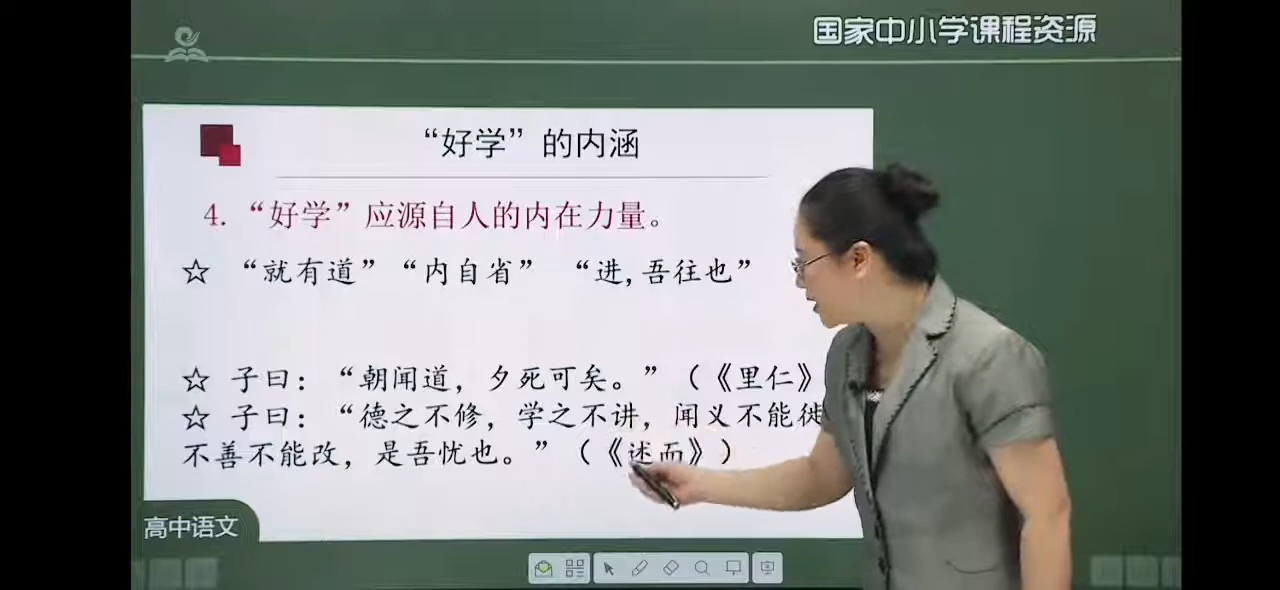 国家中小学课程资源
“好学”的内涵
4. “好学”应源自人的内在力量。
☆ “就有道”“内自省” “进,吾往也”
☆ 子曰：“朝闻道，夕死可矣。”（《里仁》
☆ 子曰：“德之不修，学之不讲，闻义不能徙
不善不能改，是吾忧也。”（《述而》）
高中语文